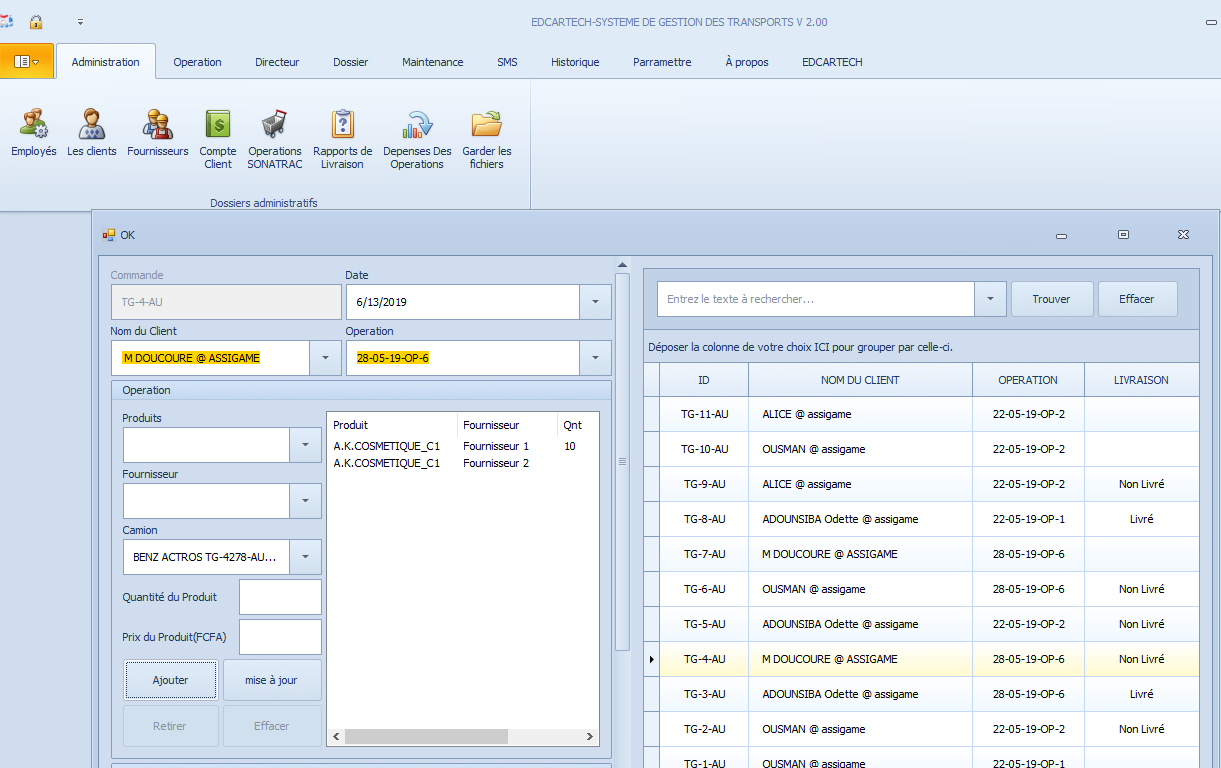 EDCARTECH-SYSTEME DE GESTION DES TRANSPORTS V 2.00
Administration Operation Directeur Dossier Maintenance SMS Historique Parramettre À propos EDCARTECH
Employés Les clients Fournisseurs Compte Client Operations SONATRAC Rapports de Livraison Depenses Des Operations Garder les fichiers
Dossiers administratifs
OK
Commande Date
TG-4-AU 6/13/2019
Nom du Client Operation
M DOUCOURE @ ASSIGAME 28-05-19-OP-6
Operation
Produits
Fournisseur
Camion
BENZ ACTROS TG-4278-AU...
Quantité du Produit
Prix du Produit(FCFA)
Ajouter mise à jour
Retirer Effacer
Produit Fournisseur Qnt
A.K.COSMETIQUE_C1 Fournisseur 1 10
A.K.COSMETIQUE_C1 Fournisseur 2
Entrez le texte à rechercher... Trouver Effacer
Déposer la colonne de votre choix ICI pour grouper par celle-ci.
ID NOM DU CLIENT OPERATION LIVRAISON
TG-11-AU ALICE @ assigame 22-05-19-OP-2
TG-10-AU OUSMAN @ assigame 22-05-19-OP-2
TG-9-AU ALICE @ assigame 22-05-19-OP-2 Non Livré
TG-8-AU ADOUNSIBA Odette @ assigame 22-05-19-OP-1 Livré
TG-7-AU M DOUCOURE @ ASSIGAME 28-05-19-OP-6
TG-6-AU OUSMAN @ assigame 28-05-19-OP-6 Non Livré
TG-5-AU ADOUNSIBA Odette @ assigame 22-05-19-OP-2 Non Livré
TG-4-AU M DOUCOURE @ ASSIGAME 28-05-19-OP-6 Non Livré
TG-3-AU ADOUNSIBA Odette @ assigame 28-05-19-OP-6 Livré
TG-2-AU OUSMAN @ assigame 22-05-19-OP-2 Non Livré
TG-1-AU OUSMAN @ assigame 22-05-19-OP-1